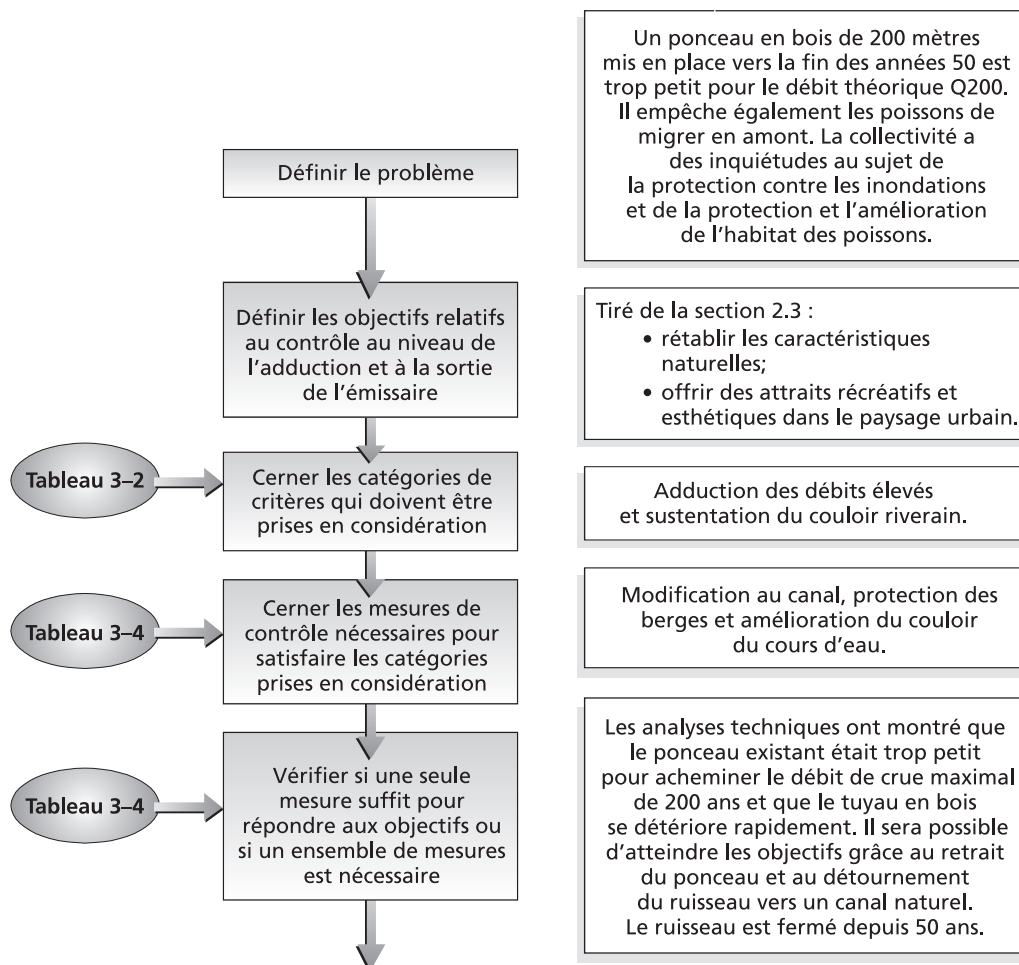 Définir le problème
Un ponceau en bois de 200 mètres
mis en place vers la fin des années 50 est
trop petit pour le débit théorique Q200.
Il empêche également les poissons de
migrer en amont. La collectivité a
des inquiétudes au sujet de
la protection contre les inondations
et de la protection et l'amélioration
de l'habitat des poissons.
Définir les objectifs relatifs
au contrôle au niveau de
l'adduction et à la sortie
de l'émissaire
Tiré de la section 2.3 :
• rétablir les caractéristiques
naturelles;
• offrir des attraits récréatifs et
esthétiques dans le paysage urbain.
Tableau 3–2
Cerner les catégories de
critères qui doivent être
prises en considération
Adduction des débits élevés
et sustentation du couloir riverain.
Tableau 3–4
Cerner les mesures de
contrôle nécessaires pour
satisfaire les catégories
prises en considération
Modification au canal, protection des
berges et amélioration du couloir
du cours d'eau.
Tableau 3–4
Vérifier si une seule
mesure suffit pour
répondre aux objectifs ou
si un ensemble de mesures
est nécessaire
Les analyses techniques ont montré que
le ponceau existant était trop petit
pour acheminer le débit de crue maximal
de 200 ans et que le tuyau en bois
se détériore rapidement. Il sera possible
d'atteindre les objectifs grâce au retrait
du ponceau et au détournement
du ruisseau vers un canal naturel.
Le ruisseau est fermé depuis 50 ans.